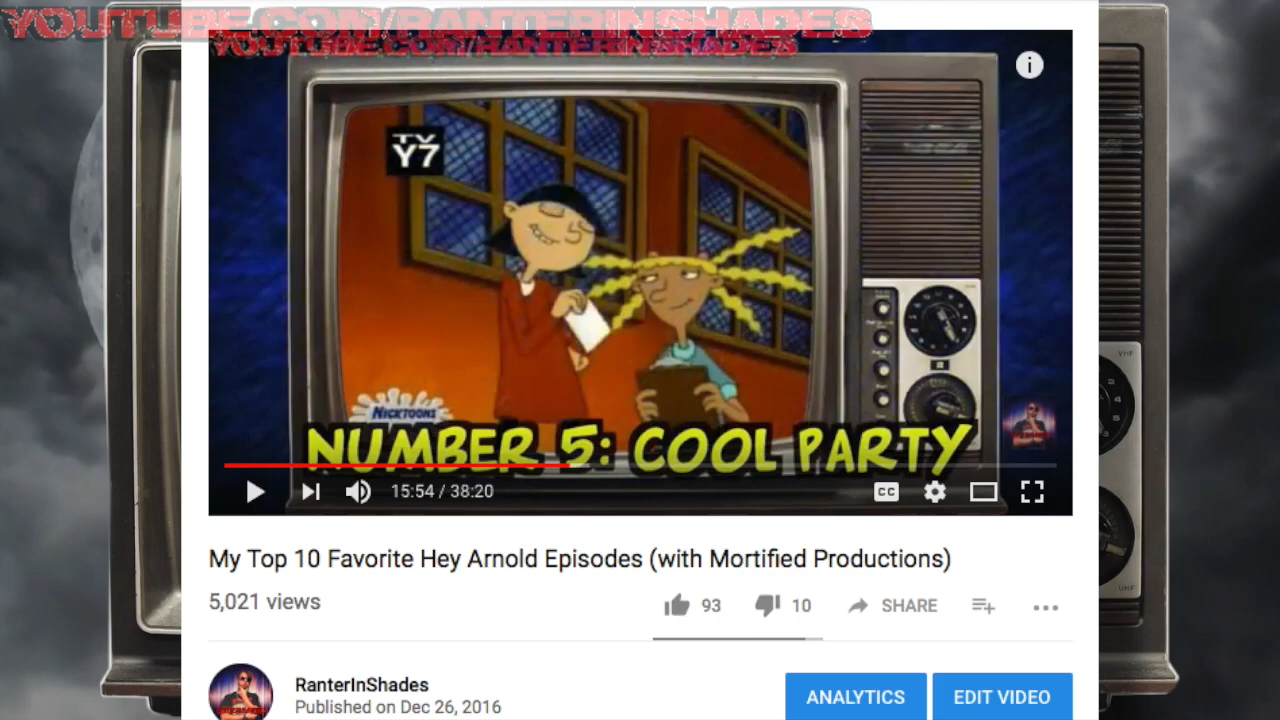 YOUTUBE.COM/RANTERINSHADES
YOUTUBE.COM/RANTERINSHADES
TV
Y7
NICKTOONS
NUMBER 5: COOL PARTY
15:54 / 38:20
CC
My Top 10 Favorite Hey Arnold Episodes (with Mortified Productions)
5,021 views
93
10
SHARE
RanterInShades
Published on Dec 26, 2016
ANALYTICS
EDIT VIDEO
VHF
UHF